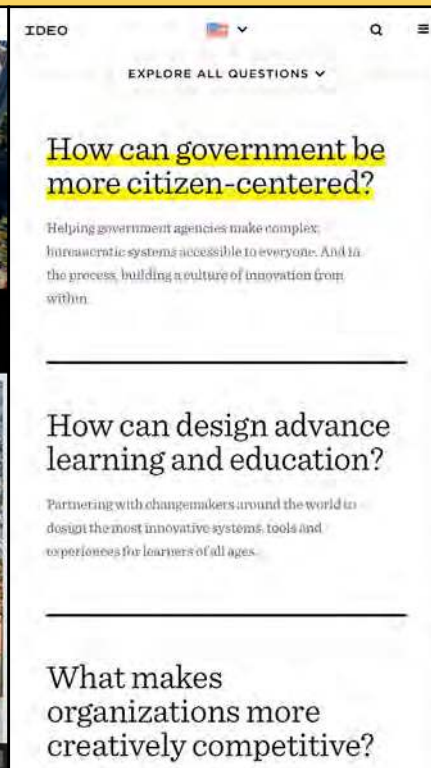 IDEO
EXPLORE ALL QUESTIONS
How can government be
more citizen-centered?
Helping government agencies make complex,
bureaucratic systems accessible to everyone. And in
the process, building a culture of innovation from
within.
How can design advance
learning and education?
Partnering with changemakers around the world to
design the most innovative systems, tools and
experiences for learners of all ages.
What makes
organizations more
creatively competitive?